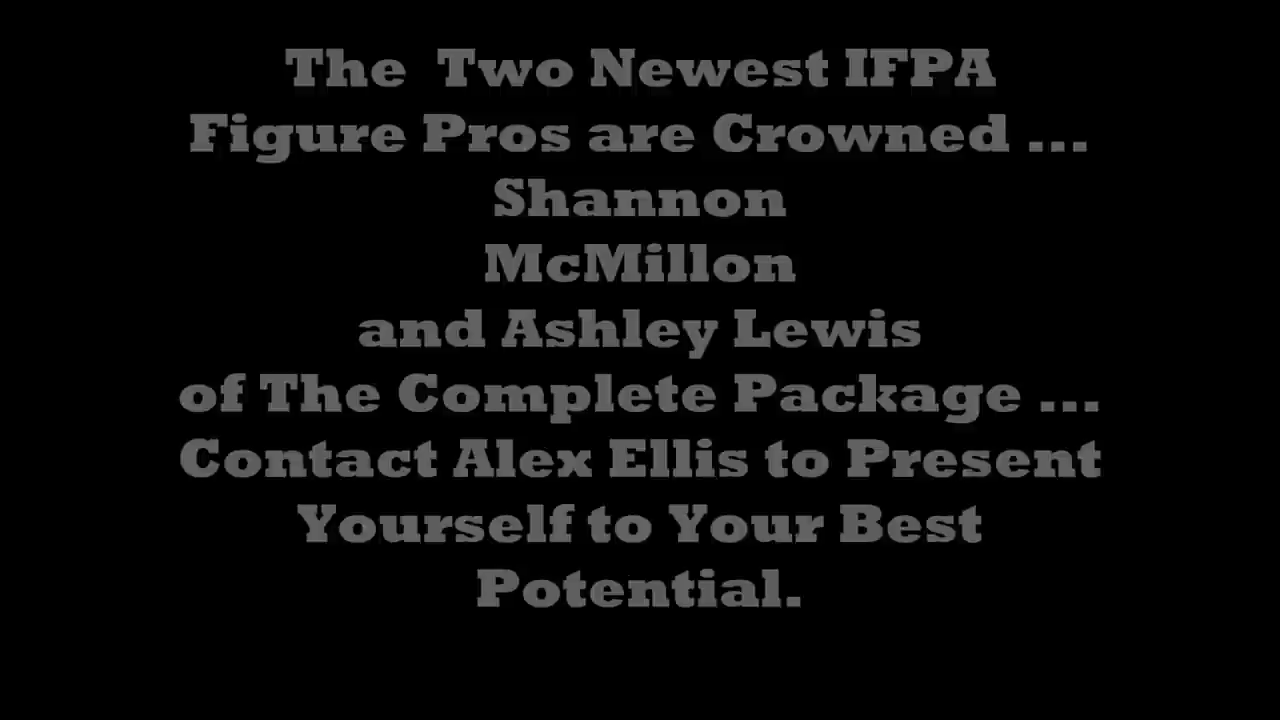 The Two Newest IFPA
Figure Pros are Crowned ...
Shannon
McMillon
and Ashley Lewis
of The Complete Package ...
Contact Alex Ellis to Present
Yourself to Your Best
Potential.